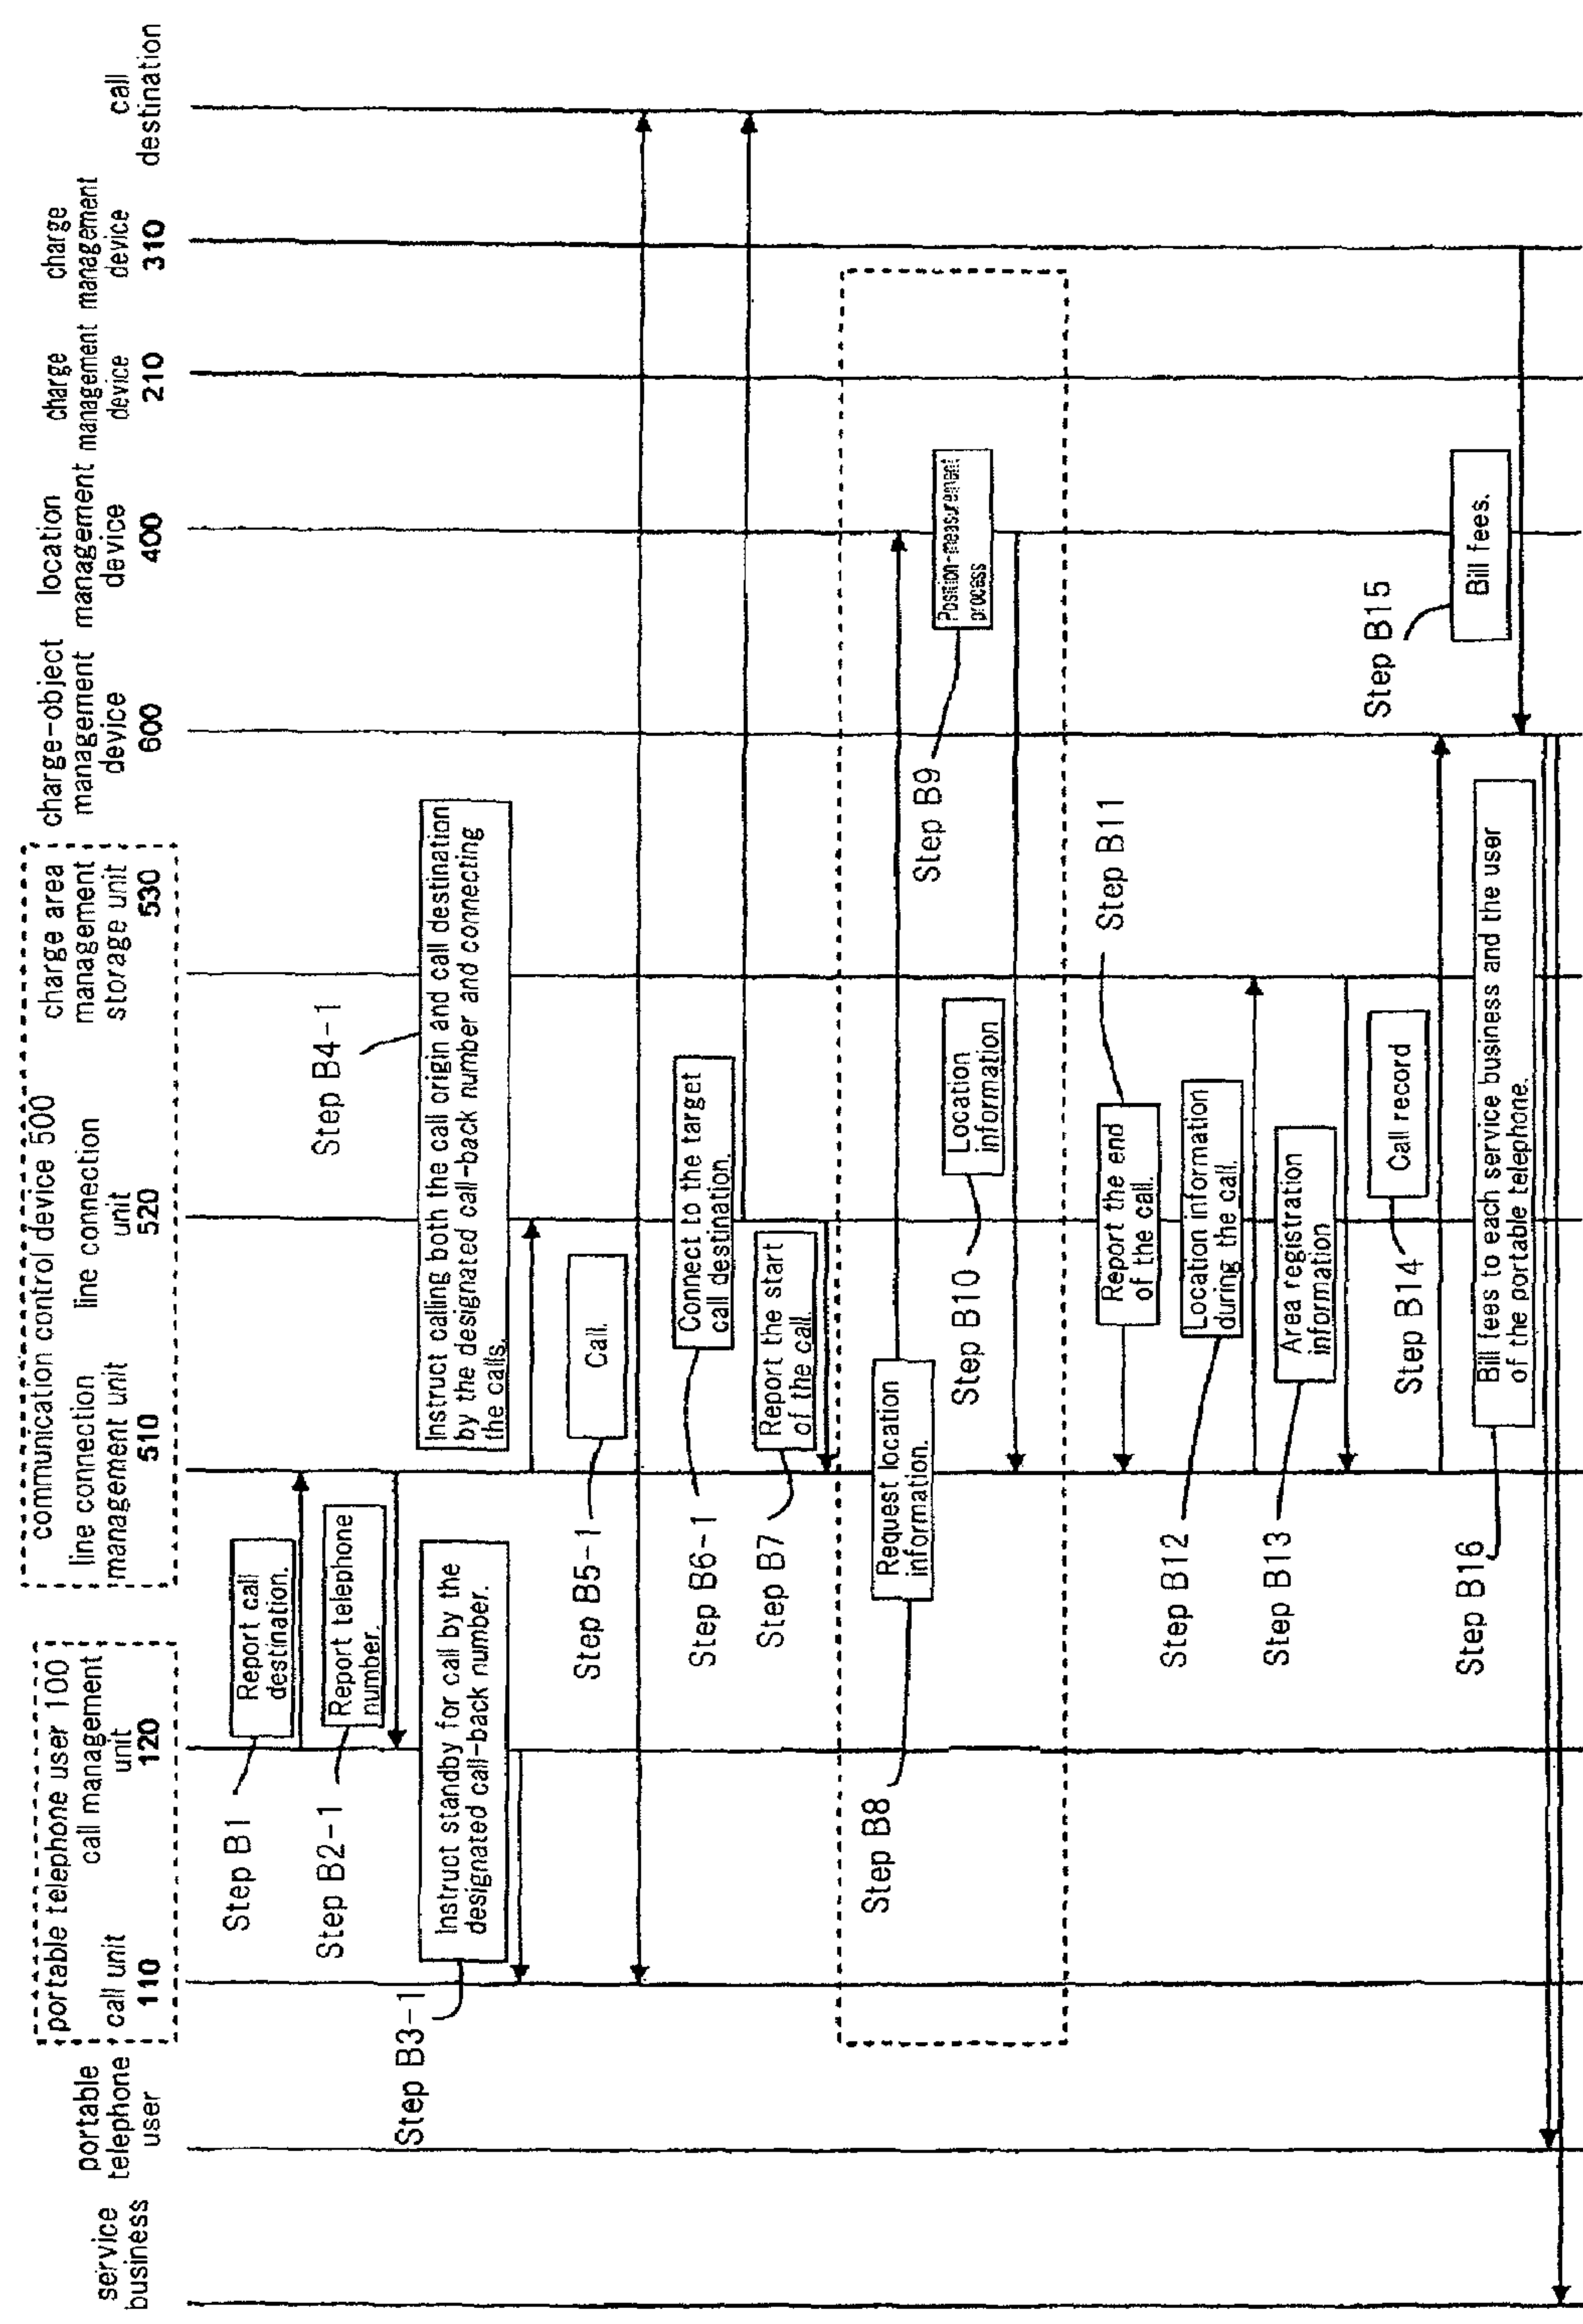 service
business
portable
telephone
user
portable telephone user 100
call unit
110
call management
unit
120
communication control device 500
line connection
management unit
510
line connection
unit
520
charge area
management
storage unit
530
charge-object
management
device
600
location
management
device
400
charge
management
device
210
charge
management
device
310
call
destination
Step B1
Report call
destination.
Step B2-1
Report telephone
number.
Step B3-1
Instruct standby for call by the
designated call-back number.
Step B4-1
Instruct calling both the call origin and call destination
by the designated call-back number and connecting
the calls.
Step B5-1
Call.
Step B6-1
Connect to the target
call destination.
Step B7
Report the start
of the call.
Step B8
Request location
information.
Step B9
Position-measurement
process
Step B10
Location
information
Step B11
Report the end
of the call.
Step B12
Location information
during the call.
Step B13
Area registration
information
Step B14
Call record
Step B15
Bill fees.
Step B16
Bill fees to each service business and the user
of the portable telephone.